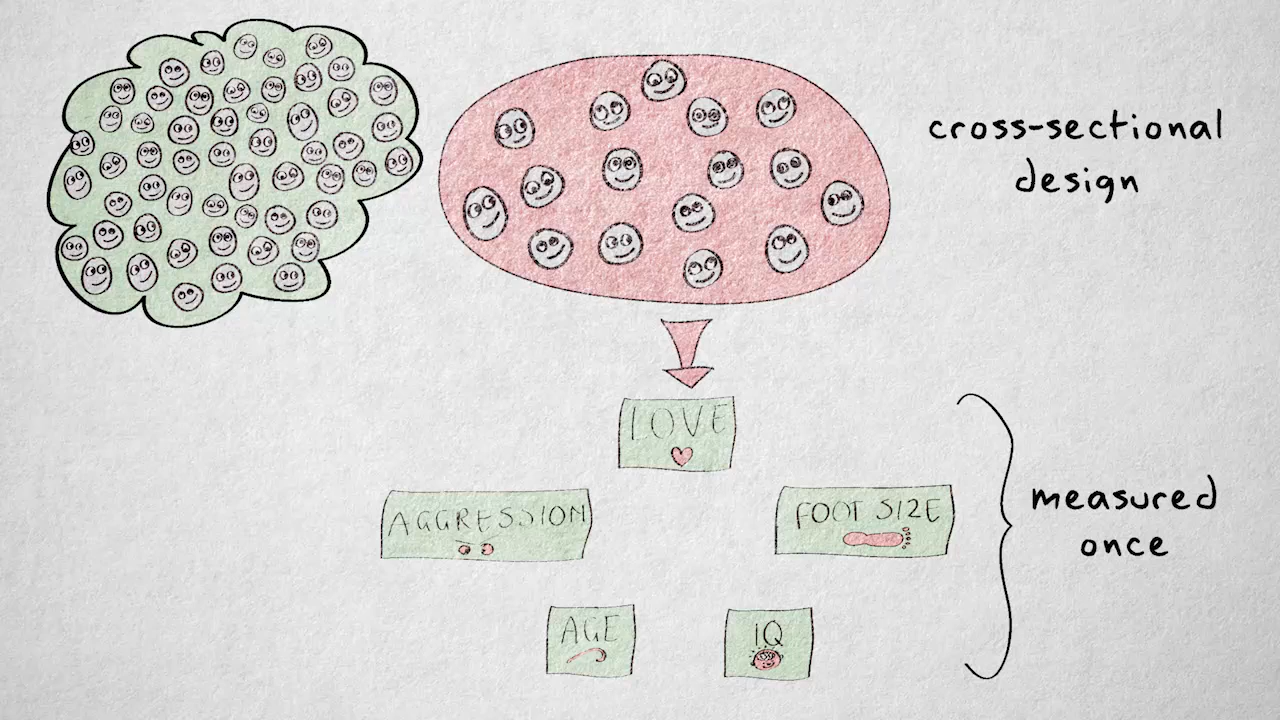 cross-sectional
design
LOVE
AGGRESSION
FOOT SIZE
measured
once
AGE
IQ